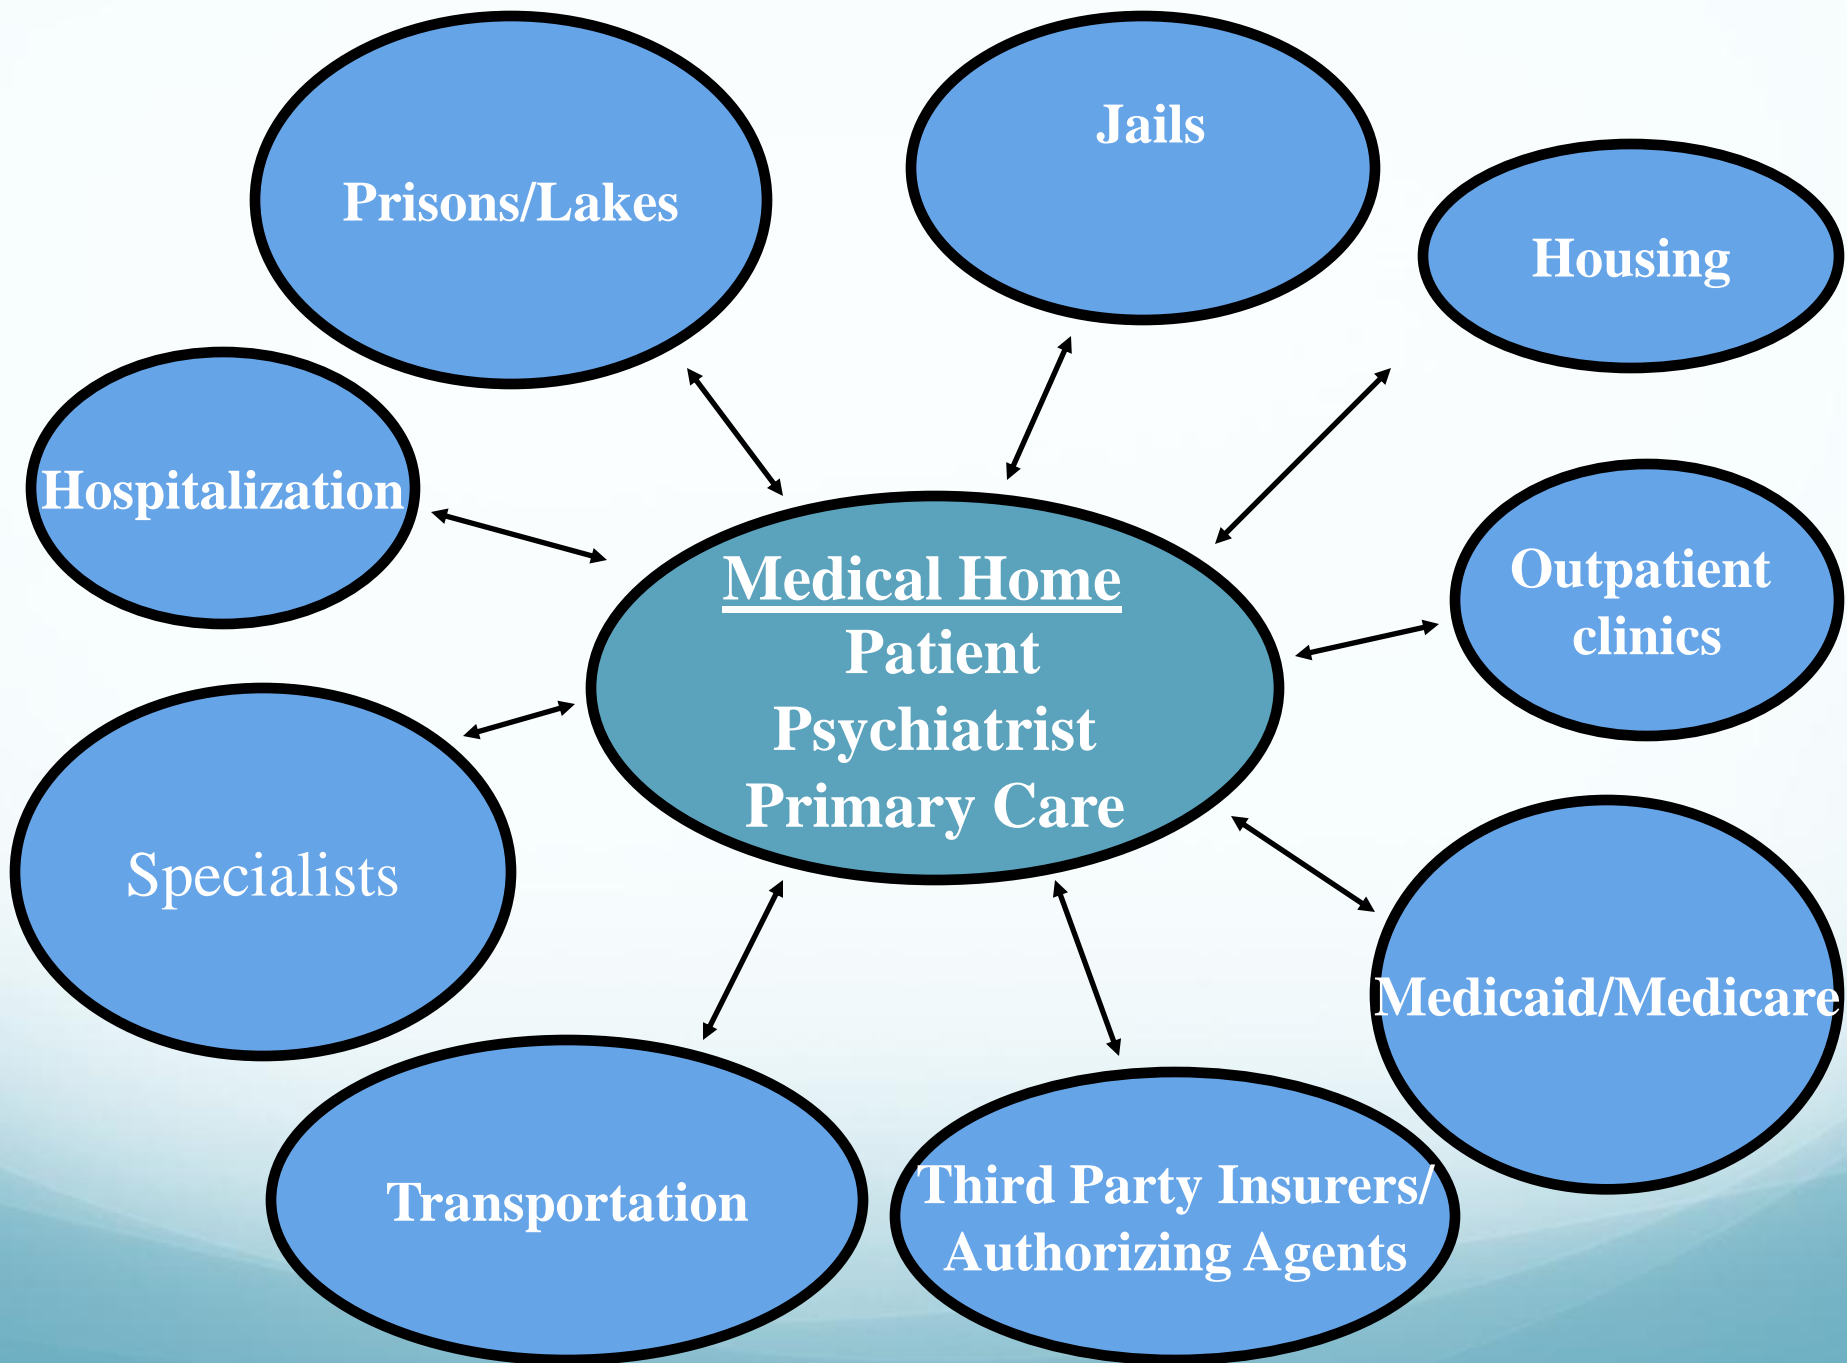 Jails
Prisons/Lakes
Housing
Hospitalization
Outpatient
clinics
Medical Home
Patient
Psychiatrist
Primary Care
Specialists
Medicaid/Medicare
Transportation
Third Party Insurers/
Authorizing Agents